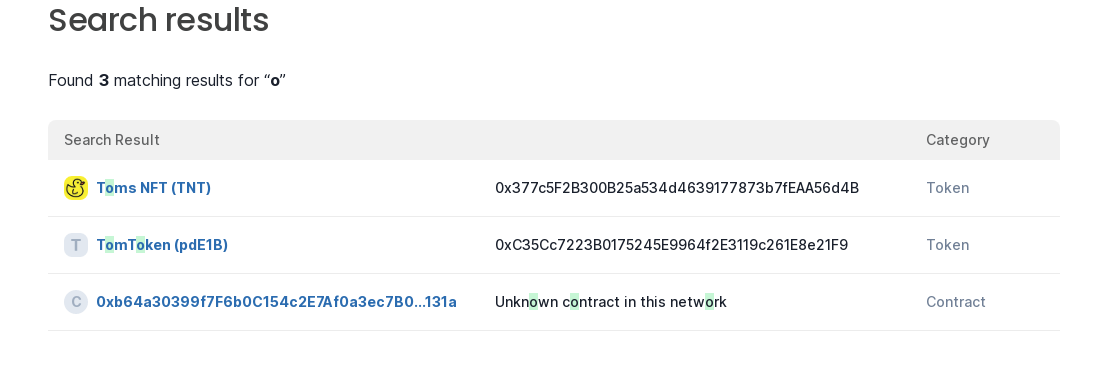 Search results
Found 3 matching results for “o”
Search Result Category
Toms NFT (TNT) 0x377c5F2B300B25a534d4639177873b7fEAA56d4B Token
T TomToken (pdE1B) 0xC35Cc7223B0175245E9964f2E3119c261E8e21F9 Token
C 0xb64a30399f7F6b0C154c2E7Af0a3ec7B0...131a Unknown contract in this network Contract